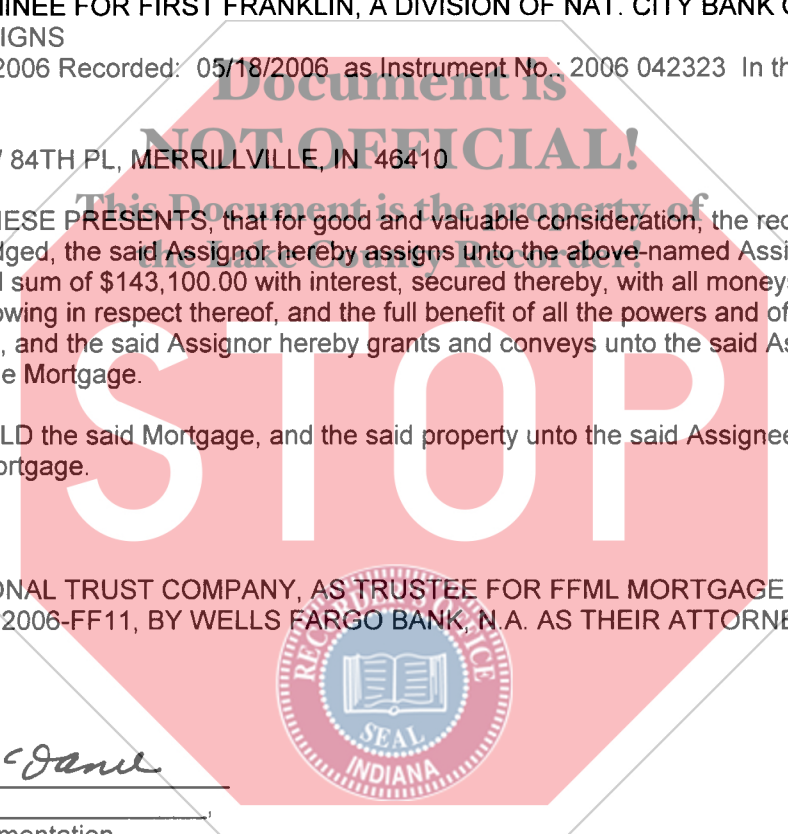 MINEE FOR FIRST FRANKLIN, A DIVISION OF NAT. CITY BANK
IGNS
2006 Recorded: 05/18/2006 as Instrument No.: 2006 042323 In th
Document is
NOT OFFICIAL!
84TH PL, MERRILLVILLE, IN 46410
This Document is the property of
the Lake County Recorder!
HESE PRESENTS, that for good and valuable consideration, the rec
dged, the said Assignor hereby assigns unto the above-named Assi
l sum of $143,100.00 with interest, secured thereby, with all moneys
owing in respect thereof, and the full benefit of all the powers and of
, and the said Assignor hereby grants and conveys unto the said As
e Mortgage.
LD the said Mortgage, and the said property unto the said Assignee
ortgage.
STOP
ONAL TRUST COMPANY, AS TRUSTEE FOR FFML MORTGAGE
2006-FF11, BY WELLS FARGO BANK, N.A. AS THEIR ATTORNE
RECORDER'S OFFICE
SEAL
INDIANA
mentation